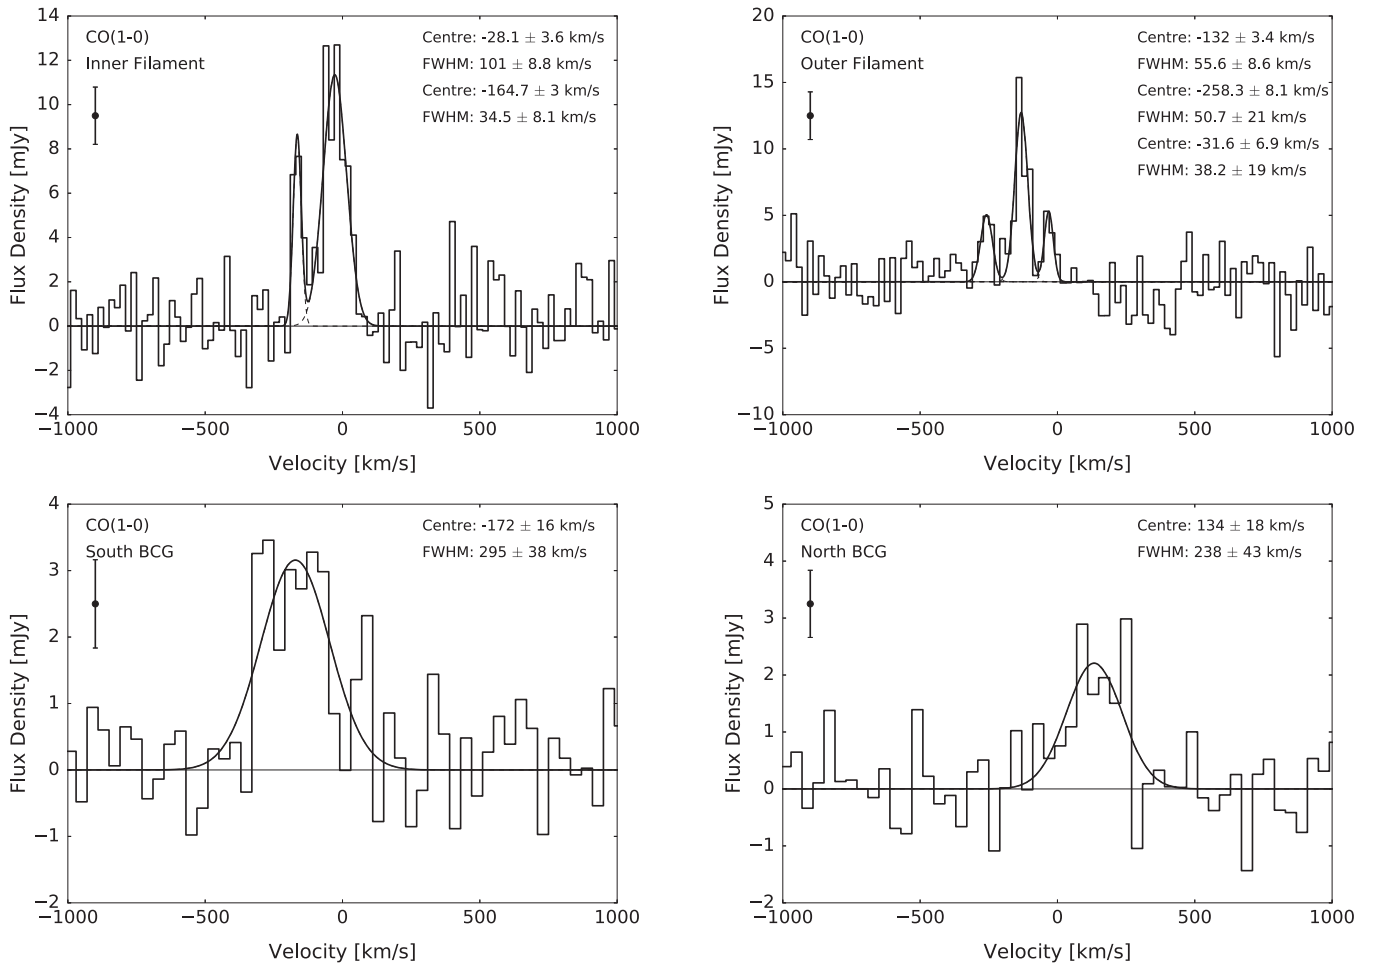 CO(1-0)
Inner Filament
Centre: -28.1 ± 3.6 km/s
FWHM: 101 ± 8.8 km/s
Centre: -164.7 ± 3 km/s
FWHM: 34.5 ± 8.1 km/s
14
12
10
8
6
4
2
0
−2
−4
Flux Density [mJy]
−1000 −500 0 500 1000
Velocity [km/s]
CO(1-0)
Outer Filament
Centre: -132 ± 3.4 km/s
FWHM: 55.6 ± 8.6 km/s
Centre: -258.3 ± 8.1 km/s
FWHM: 50.7 ± 21 km/s
Centre: -31.6 ± 6.9 km/s
FWHM: 38.2 ± 19 km/s
20
15
10
5
0
−5
−10
Flux Density [mJy]
−1000 −500 0 500 1000
Velocity [km/s]
CO(1-0)
South BCG
Centre: -172 ± 16 km/s
FWHM: 295 ± 38 km/s
4
3
2
1
0
−1
−2
Flux Density [mJy]
−1000 −500 0 500 1000
Velocity [km/s]
CO(1-0)
North BCG
Centre: 134 ± 18 km/s
FWHM: 238 ± 43 km/s
5
4
3
2
1
0
−1
−2
Flux Density [mJy]
−1000 −500 0 500 1000
Velocity [km/s]